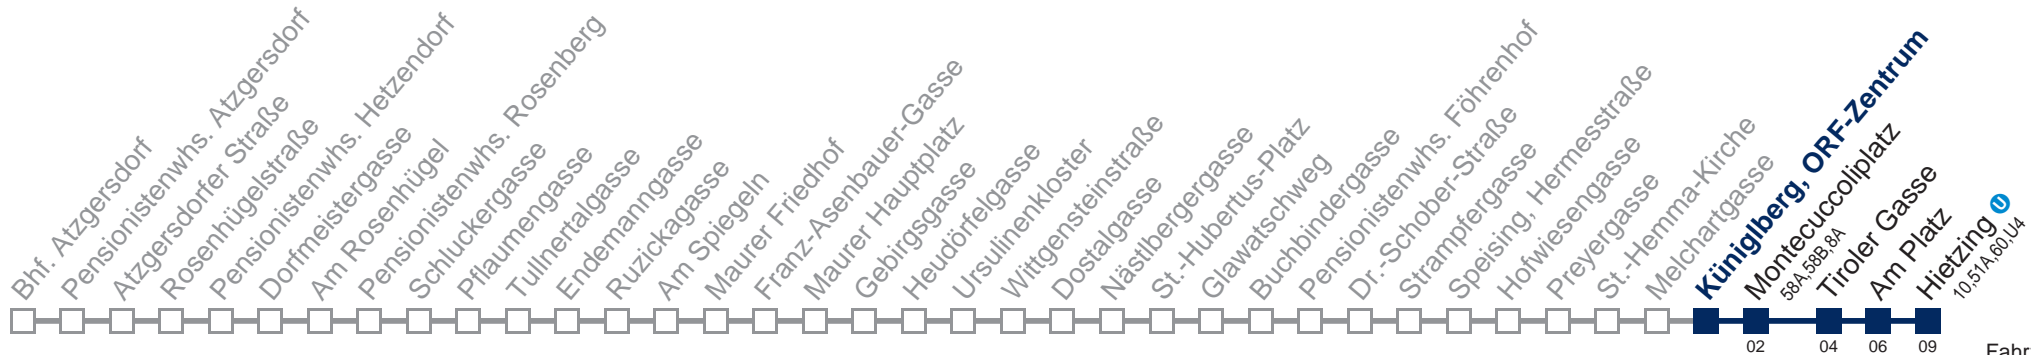 Bhf. Atzgersdorf
Pensionistenwhs. Atzgersdorf
Atzgersdorfer Straße
Rosenhügelstraße
Pensionistenwhs. Hetzendorf
Dorfmeistergasse
Am Rosenhügel
Pensionistenwhs. Rosenberg
Schluckergasse
Pflaumengasse
Tullnertalgasse
Endemanngasse
Ruzickagasse
Am Spiegeln
Maurer Friedhof
Franz-Asenbauer-Gasse
Maurer Hauptplatz
Gebirgsgasse
Heudörfelgasse
Ursulinenkloster
Wittgensteinstraße
Dostalgasse
Nästlbergergasse
St.-Hubertus-Platz
Glawatschweg
Buchbindergasse
Pensionistenwhs. Föhrenhof
Dr.-Schober-Straße
Strampfergasse
Speising, Hermesstraße
Hofwiesengasse
Preyergasse
St.-Hemma-Kirche
Melchartgasse
Küniglberg, ORF-Zentrum
Montecuccoliplatz
58A,58B,8A
Tiroler Gasse
Am Platz
Hietzing U
10,51A,60,U4
02 04 06 09
Fahr